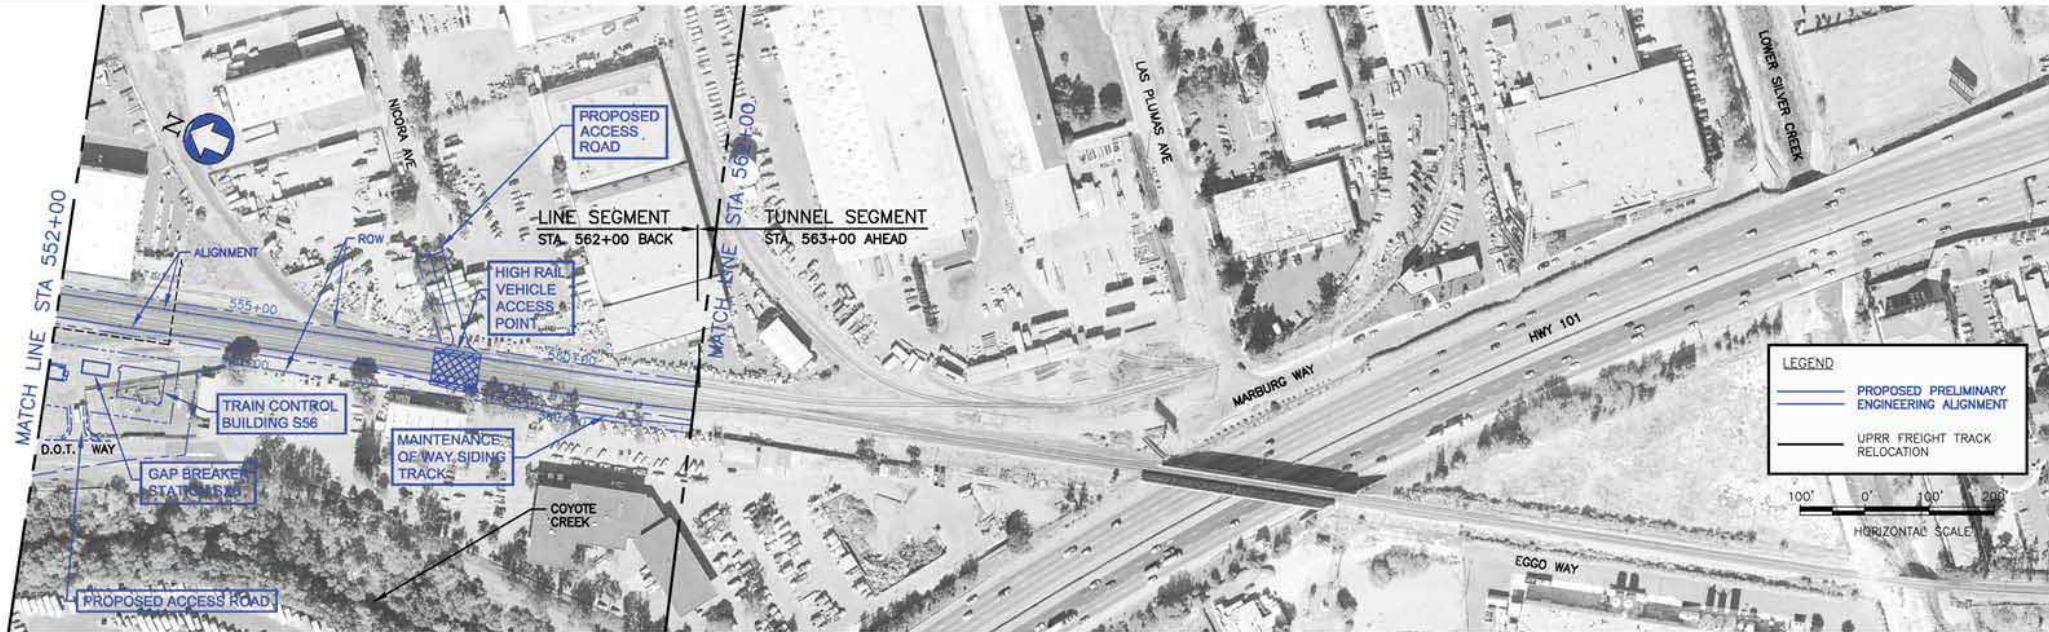 MATCH LINE STA 552+00
N
NICORA AVE
PROPOSED
ACCESS
ROAD
MATCH LINE STA 562+00
LAS PLUMAS AVE
LOWER SILVER CREEK
LINE SEGMENT
STA. 562+00 BACK
TUNNEL SEGMENT
STA. 563+00 AHEAD
ALIGNMENT
ROW
555+00
HIGH RAIL
VEHICLE
ACCESS
POINT
560+00
TRAIN CONTROL
BUILDING S56
MAINTENANCE
OF WAY SIDING
TRACK
D.O.T. WAY
GAP BREAKER
STATION
COYOTE
CREEK
PROPOSED ACCESS ROAD
MARBURG WAY
HWY 101
EGGO WAY
LEGEND
PROPOSED PRELIMINARY
ENGINEERING ALIGNMENT
UPRR FREIGHT TRACK
RELOCATION
100' 0' 100' 200'
HORIZONTAL SCALE